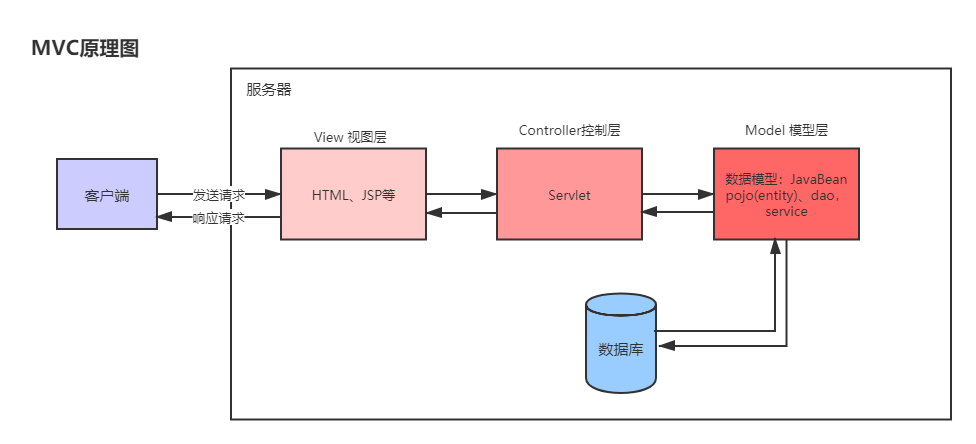 MVC原理图
服务器
View 视图层
Controller控制层
Model 模型层
客户端
发送请求
响应请求
HTML、JSP等
Servlet
数据模型：JavaBean
pojo(entity)、dao,
service
数据库